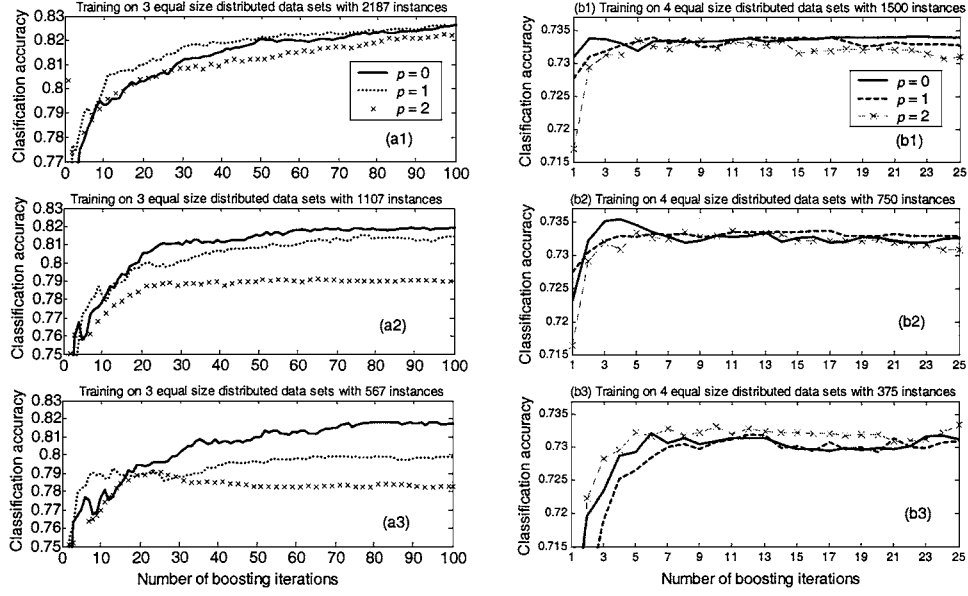 Training on 3 equal size distributed data sets with 2187 instances
Clasification accuracy
0.83
0.82
0.81
0.8
0.79
0.78
0.77
p = 0
p = 1
p = 2
(a1)
0 10 20 30 40 50 60 70 80 90 100
Training on 3 equal size distributed data sets with 1107 instances
Classification accuracy
0.83
0.82
0.81
0.80
0.79
0.78
0.77
0.76
0.75
(a2)
0 10 20 30 40 50 60 70 80 90 100
Training on 3 equal size distributed data sets with 567 instances
Classification accuracy
0.83
0.82
0.81
0.80
0.79
0.78
0.77
0.76
0.75
(a3)
0 10 20 30 40 50 60 70 80 90 100
Number of boosting iterations
(b1) Training on 4 equal size distributed data sets with 1500 instances
Classification accuracy
0.735
0.73
0.725
0.72
0.715
p = 0
p = 1
p = 2
(b1)
1 3 5 7 9 11 13 15 17 19 21 23 25
(b2) Training on 4 equal size distributed data sets with 750 instances
Classification accuracy
0.735
0.73
0.725
0.72
0.715
(b2)
1 3 5 7 9 11 13 15 17 19 21 23 25
(b3) Training on 4 equal size distributed data sets with 375 instances
Classification accuracy
0.735
0.73
0.725
0.72
0.715
(b3)
1 3 5 7 9 11 13 15 17 19 21 23 25
Number of boosting iterations